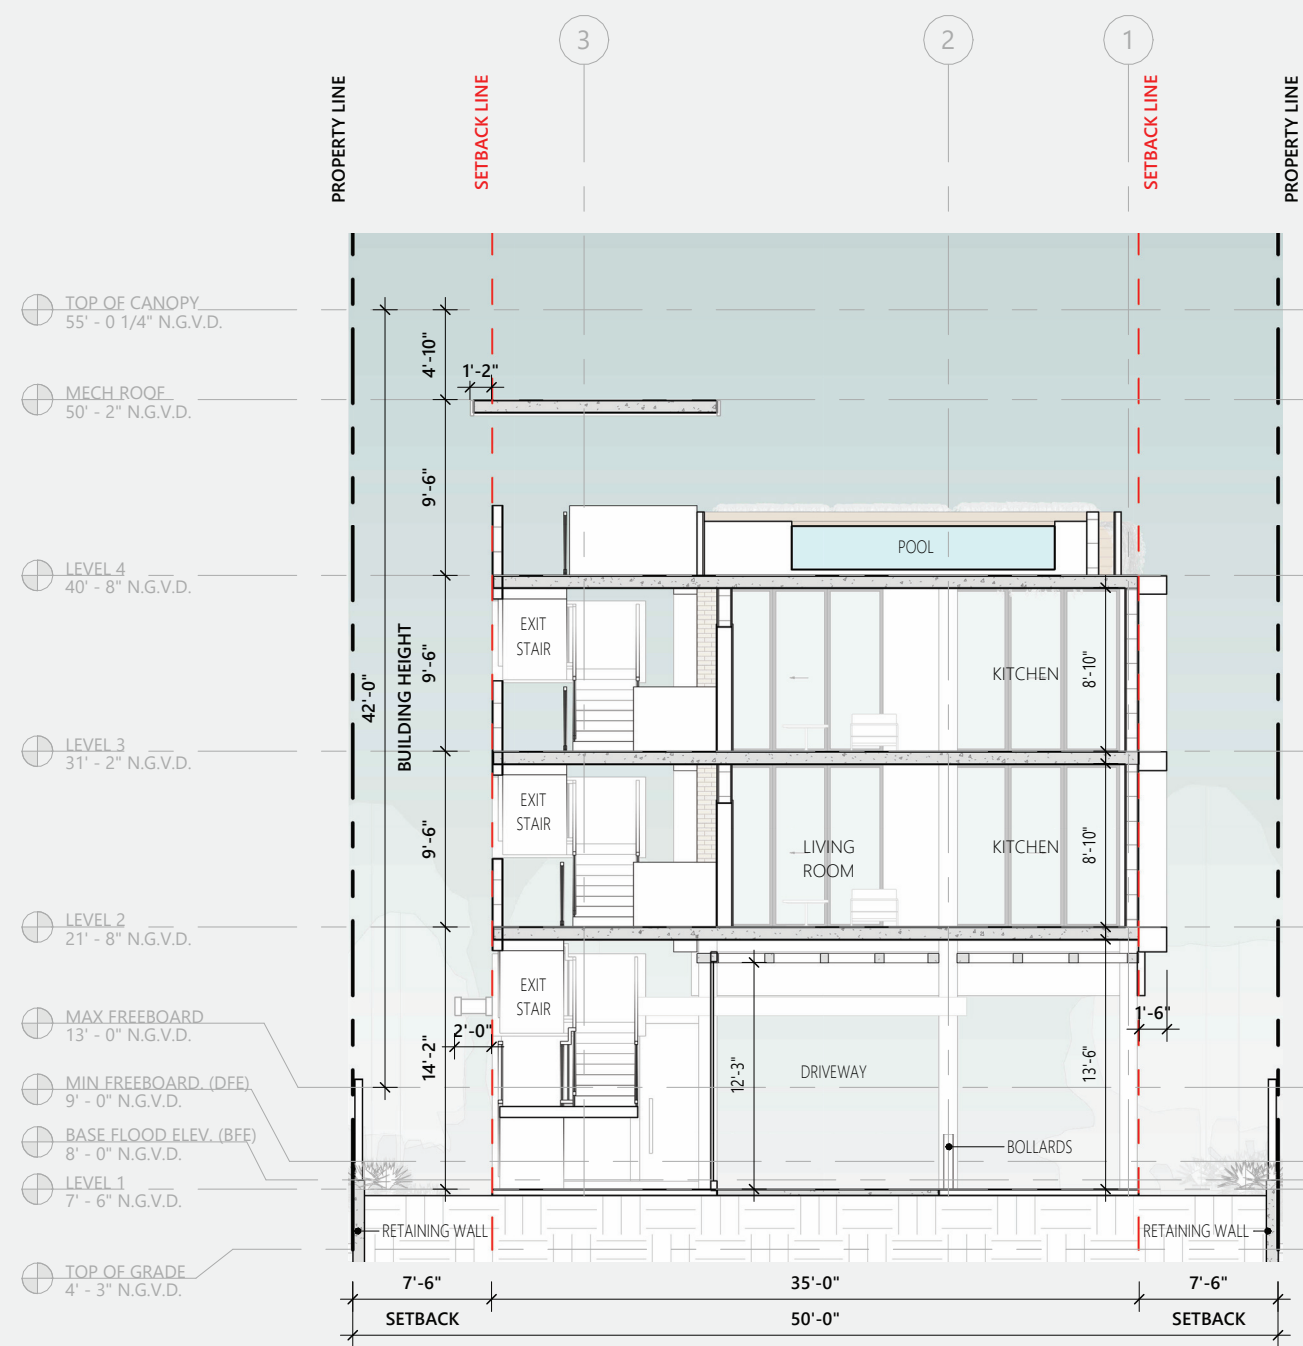 3
2
1
PROPERTY LINE
SETBACK LINE
SETBACK LINE
PROPERTY LINE
TOP OF CANOPY
55' - 0 1/4" N.G.V.D.
4'-10"
1'-2"
MECH ROOF
50' - 2" N.G.V.D.
9'-6"
POOL
LEVEL 4
40' - 8" N.G.V.D.
EXIT
STAIR
BUILDING HEIGHT
42'-0"
9'-6"
KITCHEN
8'-10"
LEVEL 3
31' - 2" N.G.V.D.
EXIT
STAIR
9'-6"
LIVING
ROOM
KITCHEN
8'-10"
LEVEL 2
21' - 8" N.G.V.D.
EXIT
STAIR
MAX FREEBOARD
13' - 0" N.G.V.D.
2'-0"
1'-6"
14'-2"
12'-3"
DRIVEWAY
13'-6"
MIN FREEBOARD. (DFE)
9' - 0" N.G.V.D.
BASE FLOOD ELEV. (BFE)
8' - 0" N.G.V.D.
BOLLARDS
LEVEL 1
7' - 6" N.G.V.D.
RETAINING WALL
RETAINING WALL
TOP OF GRADE
4' - 3" N.G.V.D.
7'-6"
35'-0"
7'-6"
SETBACK
50'-0"
SETBACK